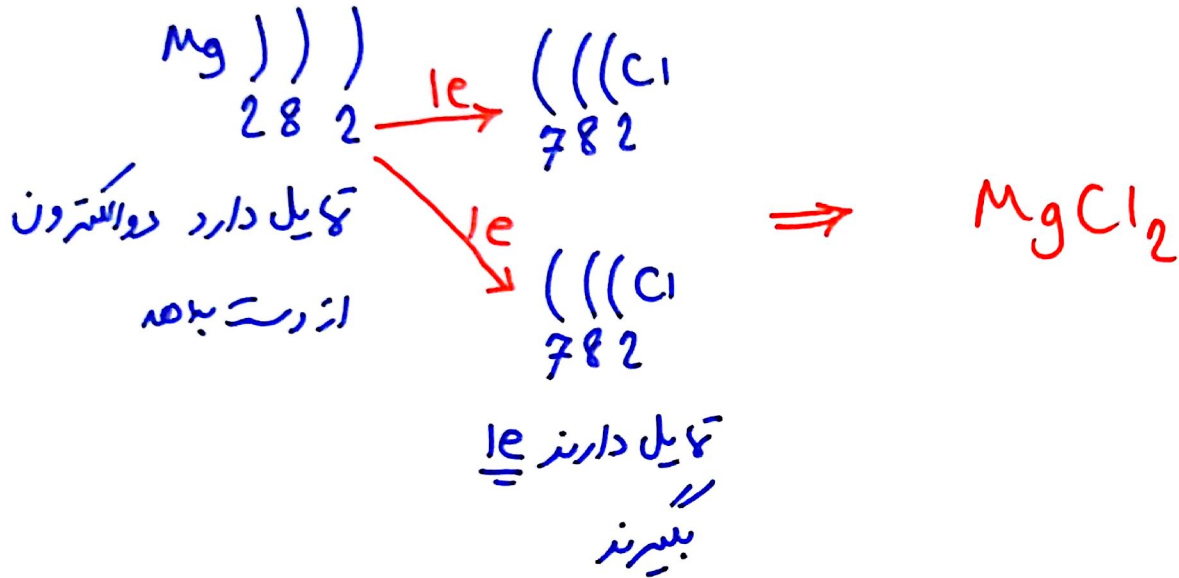 Mg ) ) ) ( ( ( Cl
2 8 2 1e 7 8 2
تمایل دارد دو الکترون
از دست بدهد
1e
( ( ( Cl
7 8 2
⇒ MgCl₂
تمایل دارند 1e
بگیرند